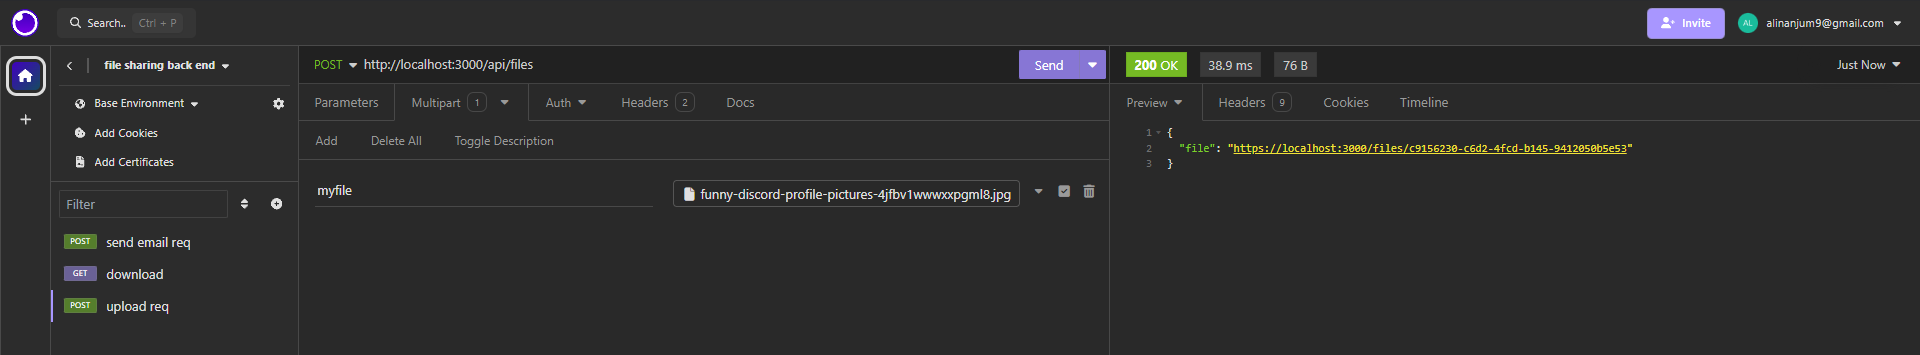 Search.. Ctrl + P Invite AL alinanjum9@gmail.com
file sharing back end
Base Environment
Add Cookies
Add Certificates
Filter
POST send email req
GET download
POST upload req
POST http://localhost:3000/api/files Send
Parameters Multipart 1 Auth Headers 2 Docs
Add Delete All Toggle Description
myfile funny-discord-profile-pictures-4jfbv1wwwxxpgml8.jpg
200 OK 38.9 ms 76 B Just Now
Preview Headers 9 Cookies Timeline
1 {
2 "file": "https://localhost:3000/files/c9156230-c6d2-4fcd-b145-9412050b5e53"
3 }